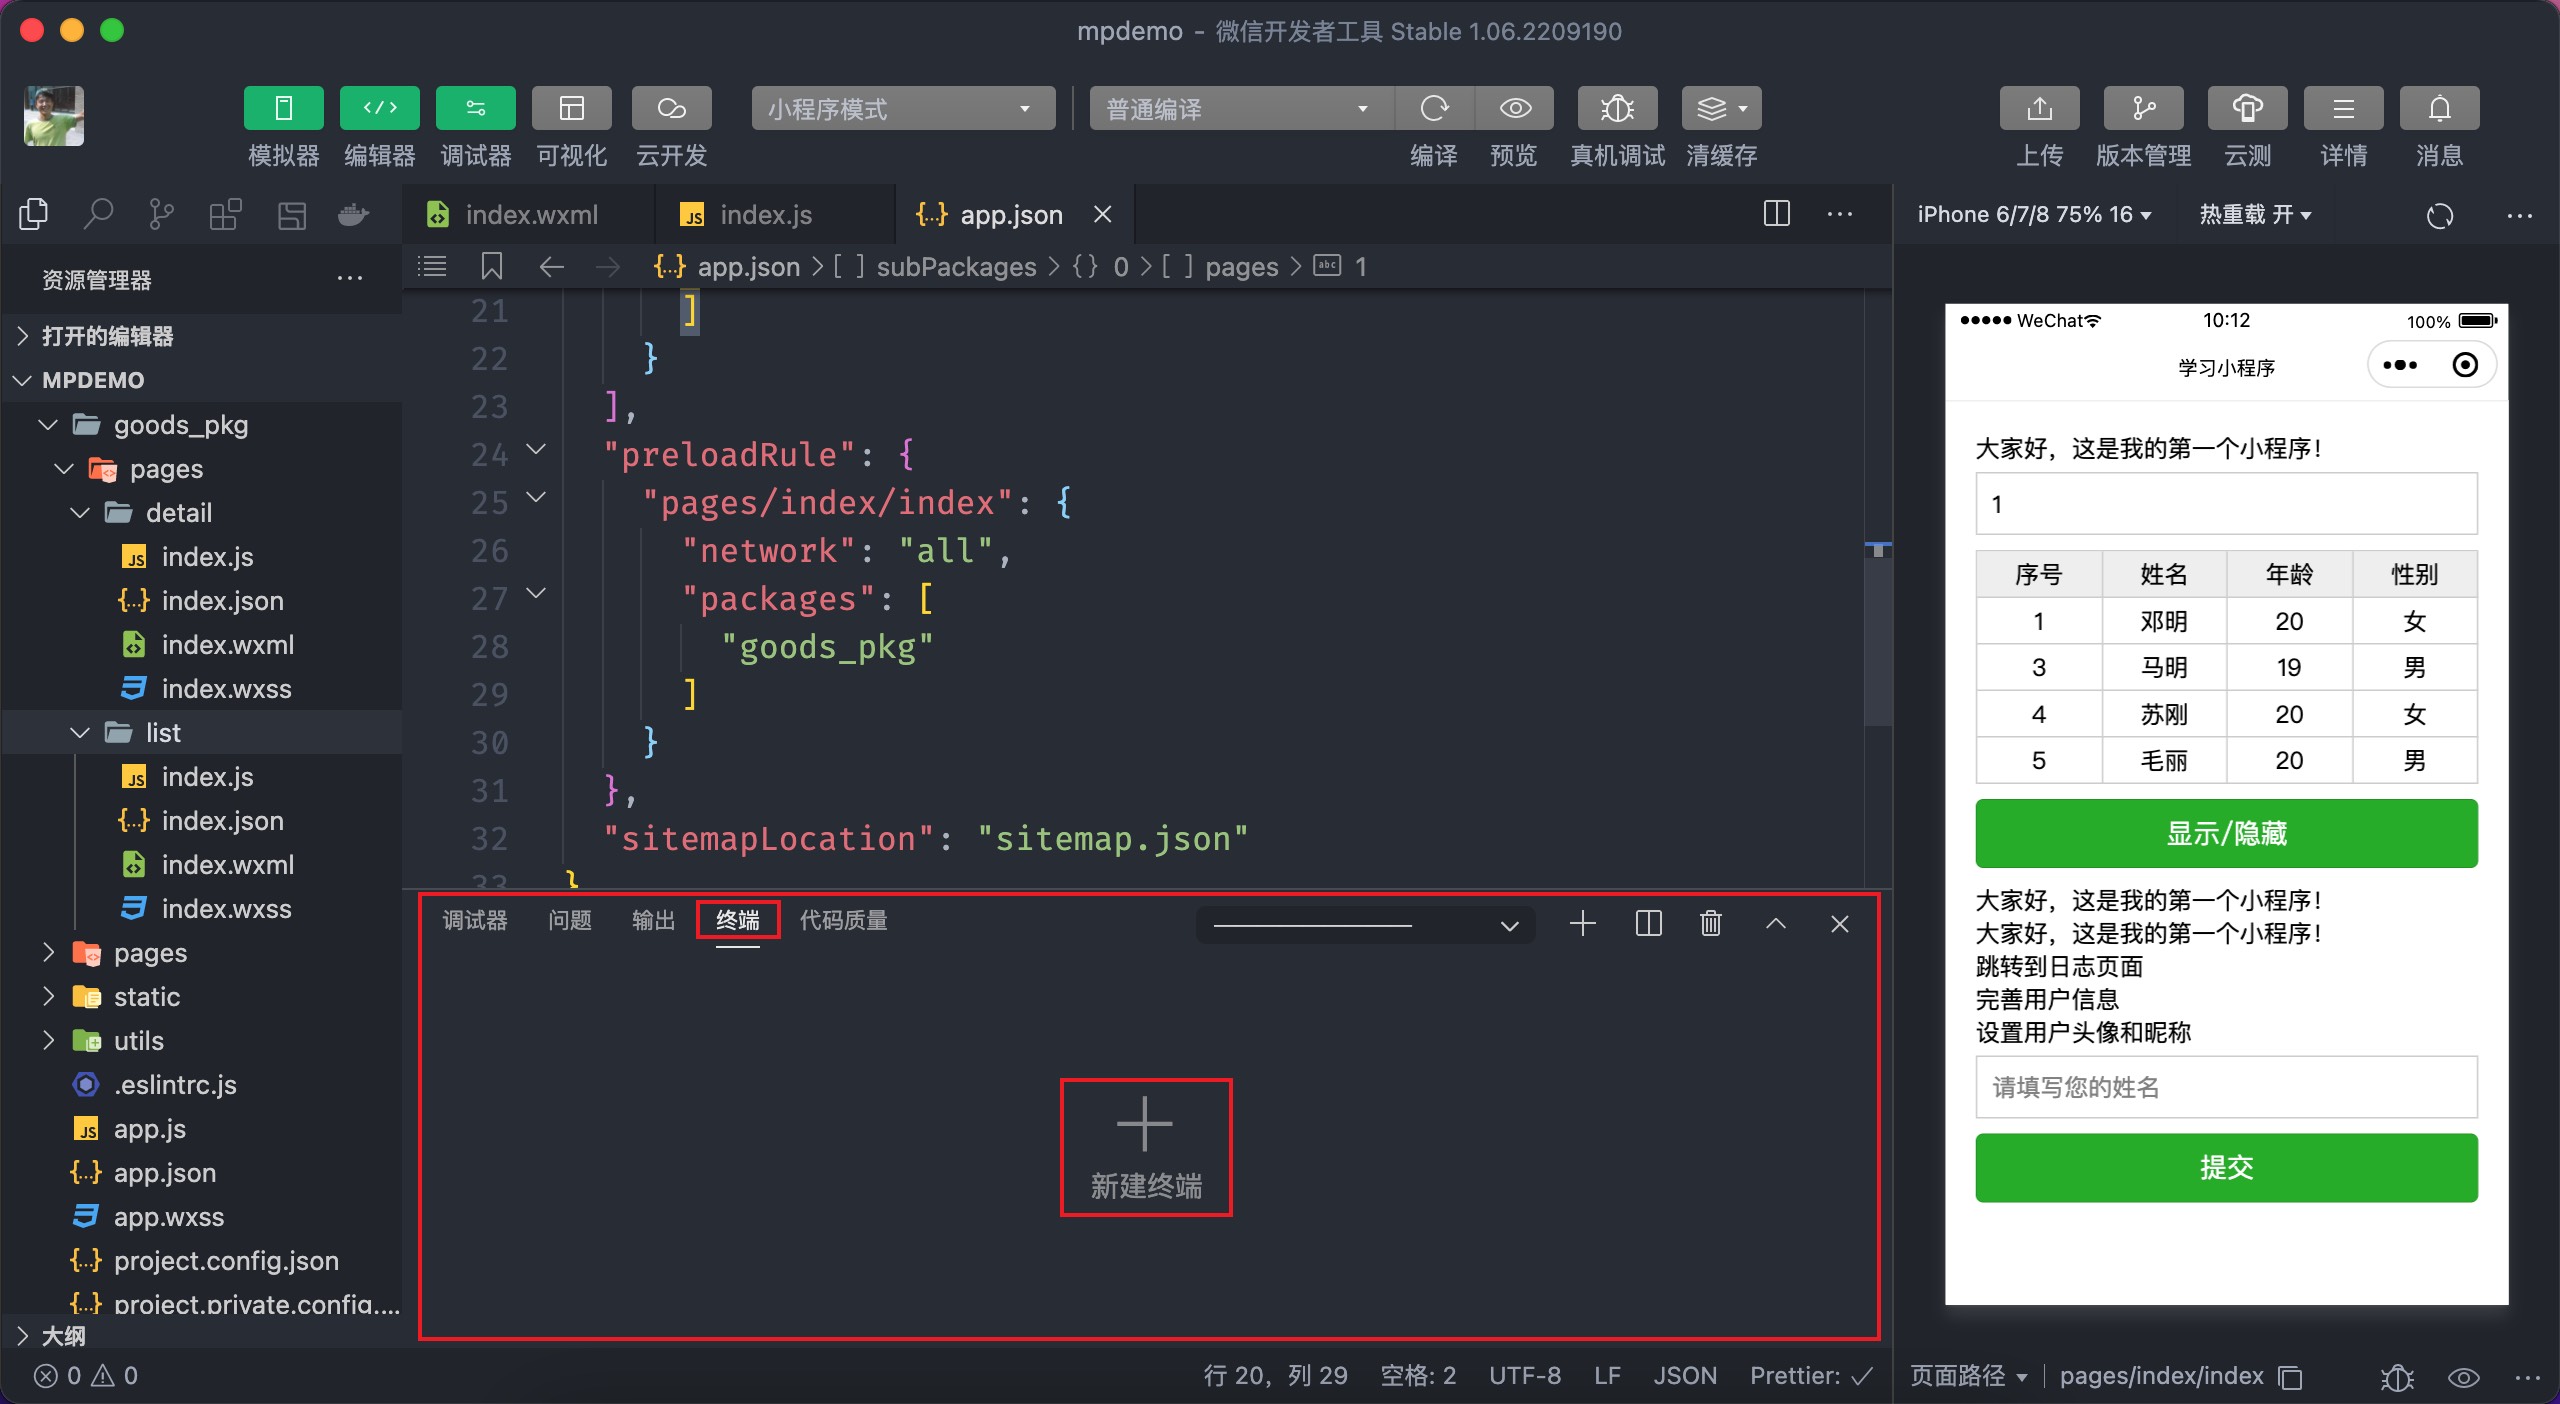 mpdemo - 微信开发者工具 Stable 1.06.2209190
模拟器 编辑器 调试器 可视化 云开发
小程序模式
普通编译
编译 预览 真机调试 清缓存
上传 版本管理 云测 详情 消息
资源管理器
打开的编辑器
MPDEMO
goods_pkg
pages
detail
index.js
index.json
index.wxml
index.wxss
list
index.js
index.json
index.wxml
index.wxss
pages
static
utils
.eslintrc.js
app.js
app.json
app.wxss
project.config.json
project.private.config....
大纲
index.wxml
JS index.js
{..} app.json
{..} app.json > [ ] subPackages > { } 0 > [ ] pages > abc 1
21 ]
22 }
23 ],
24 "preloadRule": {
25 "pages/index/index": {
26 "network": "all",
27 "packages": [
28 "goods_pkg"
29 ]
30 }
31 },
32 "sitemapLocation": "sitemap.json"
33 }
调试器 问题 输出 终端 代码质量
新建终端
0 0
行 20，列 29 空格: 2 UTF-8 LF JSON Prettier: ✓
iPhone 6/7/8 75% 16 热重载 开
WeChat 10:12 100%
学习小程序
大家好，这是我的第一个小程序！
1
序号 姓名 年龄 性别
1 邓明 20 女
3 马明 19 男
4 苏刚 20 女
5 毛丽 20 男
显示/隐藏
大家好，这是我的第一个小程序！
大家好，这是我的第一个小程序！
跳转到日志页面
完善用户信息
设置用户头像和昵称
请填写您的姓名
提交
页面路径 pages/index/index